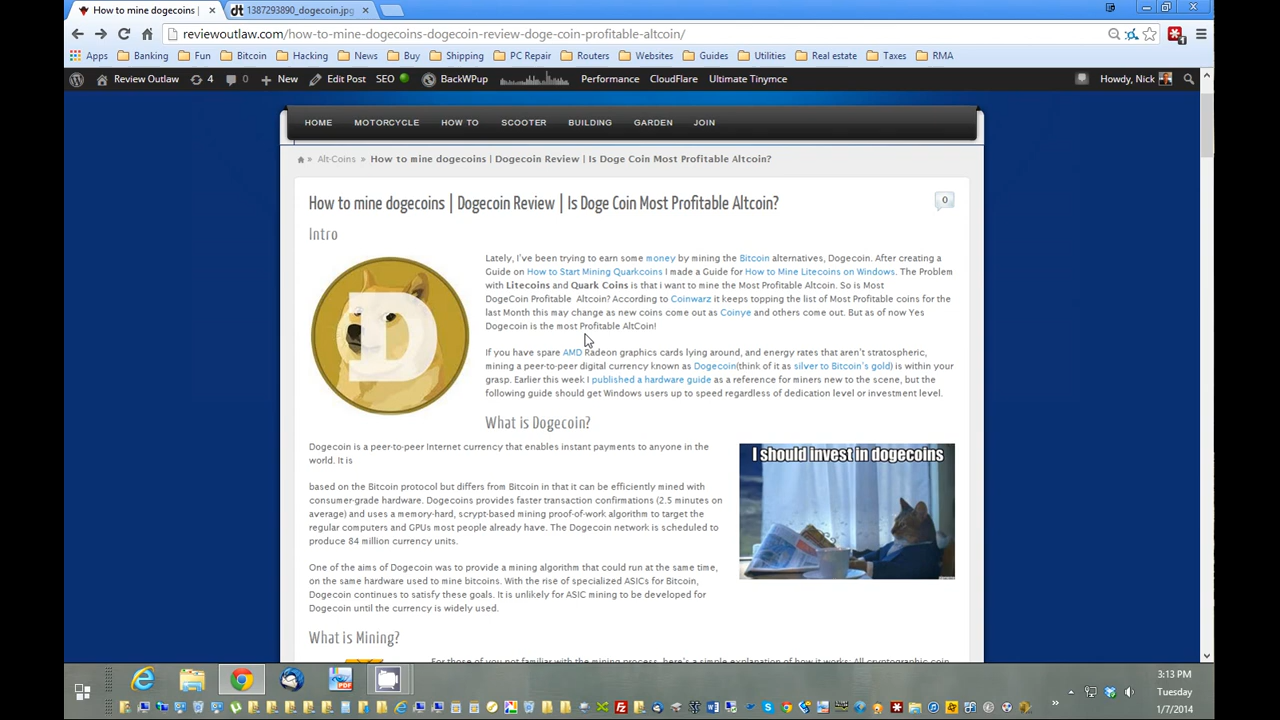 How to mine dogecoins |
1387293890_dogecoin.jpg
reviewoutlaw.com/how-to-mine-dogecoins-dogecoin-review-doge-coin-profitable-altcoin/
Apps Banking Fun Bitcoin Hacking Buy Shipping PC Repair Routers Websites Guides Utilities Real estate Taxes RMA
Review Outlaw 4 0 New Edit Post SEO BackWPup Performance CloudFlare Ultimate Tinymce Howdy, Nick
HOME MOTORCYCLE HOW TO SCOOTER BUILDING GARDEN JOIN
» Alt-Coins » How to mine dogecoins | Dogecoin Review | Is Doge Coin Most Profitable Altcoin?
How to mine dogecoins | Dogecoin Review | Is Doge Coin Most Profitable Altcoin?
0
Intro
D
Lately, I've been trying to earn some money by mining the Bitcoin alternatives, Dogecoin. After creating a
Guide on How to Start Mining Quarkcoins I made a Guide for How to Mine Litecoins on Windows. The Problem
with Litecoins and Quark Coins is that i want to mine the Most Profitable Altcoin. So is Most
DogeCoin Profitable Altcoin? According to Coinwarz it keeps topping the list of Most Profitable coins for the
last Month this may change as new coins come out as Coinye and others come out. But as of now Yes
Dogecoin is the most Profitable AltCoin!
If you have spare AMD Radeon graphics cards lying around, and energy rates that aren't stratospheric,
mining a peer-to-peer digital currency known as Dogecoin(think of it as silver to Bitcoin's gold) is within your
grasp. Earlier this week I published a hardware guide as a reference for miners new to the scene, but the
following guide should get Windows users up to speed regardless of dedication level or investment level.
What is Dogecoin?
Dogecoin is a peer-to-peer Internet currency that enables instant payments to anyone in the
world. It is
based on the Bitcoin protocol but differs from Bitcoin in that it can be efficiently mined with
consumer-grade hardware. Dogecoins provides faster transaction confirmations (2.5 minutes on
average) and uses a memory-hard, scrypt-based mining proof-of-work algorithm to target the
regular computers and GPUs most people already have. The Dogecoin network is scheduled to
produce 84 million currency units.
I should invest in dogecoins
One of the aims of Dogecoin was to provide a mining algorithm that could run at the same time,
on the same hardware used to mine bitcoins. With the rise of specialized ASICs for Bitcoin,
Dogecoin continues to satisfy these goals. It is unlikely for ASIC mining to be developed for
Dogecoin until the currency is widely used.
What is Mining?
For those of you not familiar with the mining process, here's a simple explanation of how it works: All cryptographic coin
3:13 PM
Tuesday
1/7/2014